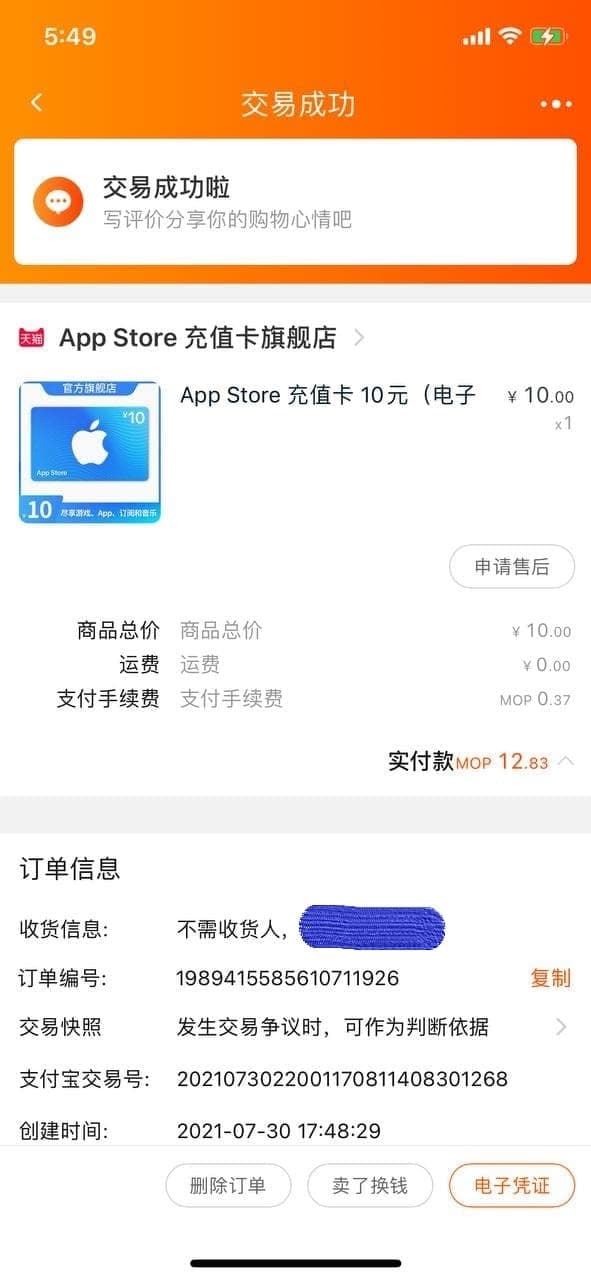 5:49
交易成功
交易成功啦
写评价分享你的购物心情吧
天猫 App Store 充值卡旗舰店
官方旗舰店
¥10
App Store
.10 尽享游戏、App、订阅和音乐
App Store 充值卡 10元（电子 ¥ 10.00
x1
申请售后
商品总价 商品总价 ¥ 10.00
运费 运费 ¥ 0.00
支付手续费 支付手续费 MOP 0.37
实付款MOP 12.83
订单信息
收货信息: 不需收货人，
订单编号: 1989415585610711926 复制
交易快照 发生交易争议时，可作为判断依据
支付宝交易号: 2021073022001170811408301268
创建时间: 2021-07-30 17:48:29
删除订单 卖了换钱 电子凭证